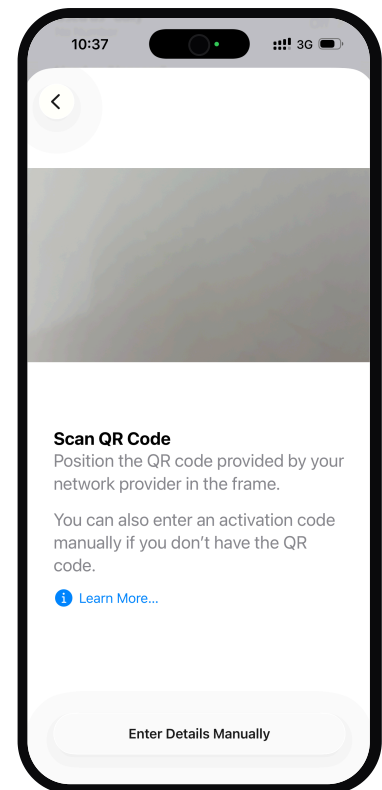 10:37
3G
Scan QR Code
Position the QR code provided by your
network provider in the frame.
You can also enter an activation code
manually if you don’t have the QR
code.
Learn More...
Enter Details Manually